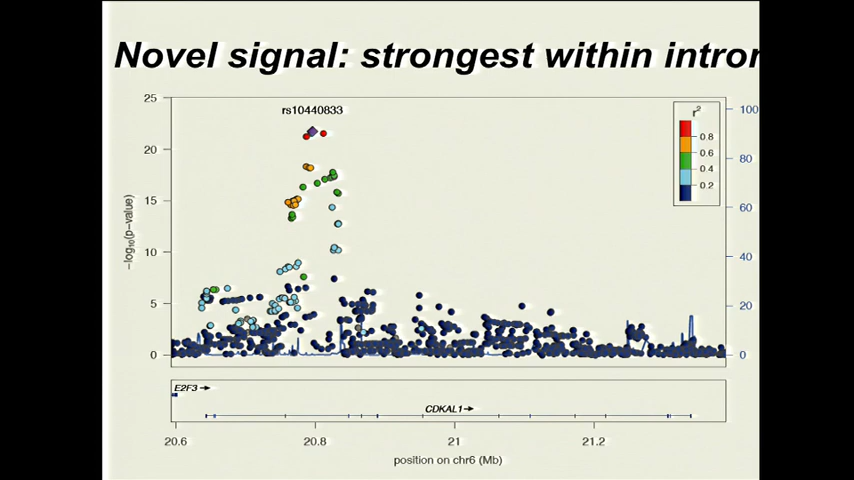 Novel signal: strongest within intron
25
20
15
10
5
0
-log10(p-value)
rs10440833
r2
0.8
0.6
0.4
0.2
100
80
60
40
20
0
E2F3
CDKAL1
20.6
20.8
21
21.2
position on chr6 (Mb)